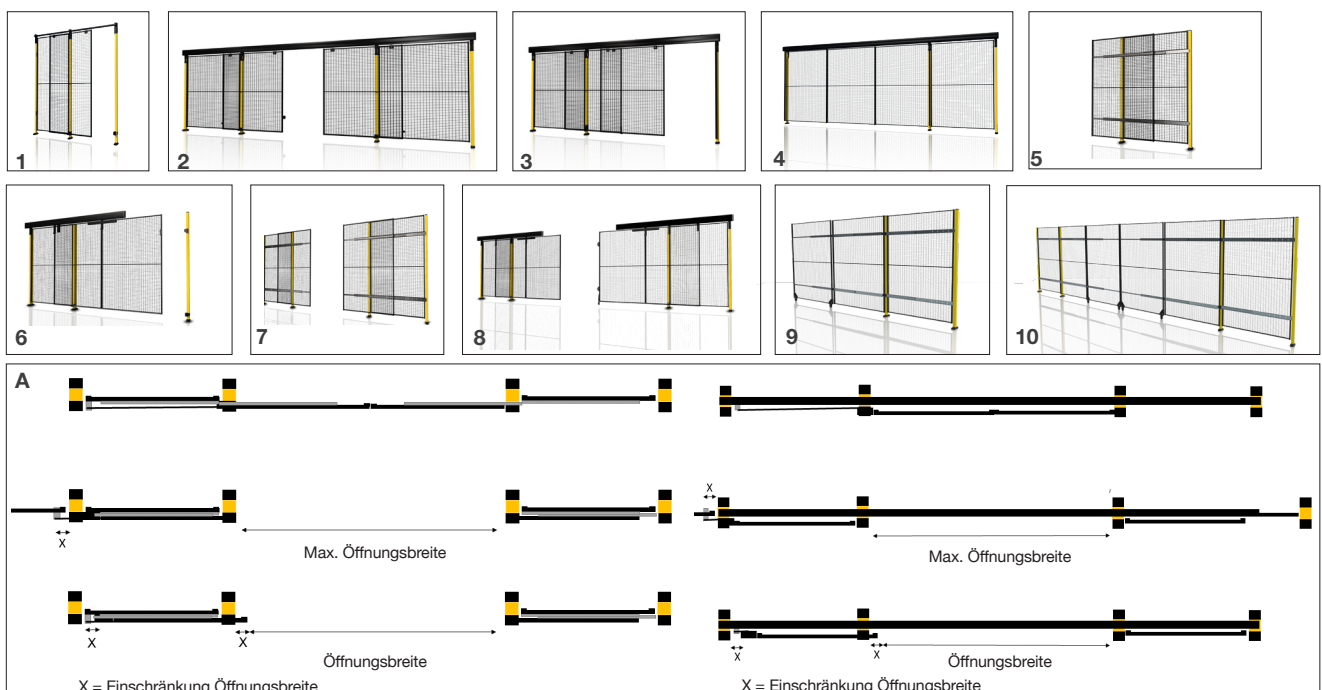 1
2
3
4
5
6
7
8
9
10
A
X
X
Max. Öffnungsbreite
Max. Öffnungsbreite
X
X
Öffnungsbreite
X
X
Öffnungsbreite
X = Einschränkung Öffnungsbreite
X = Einschränkung Öffnungsbreite